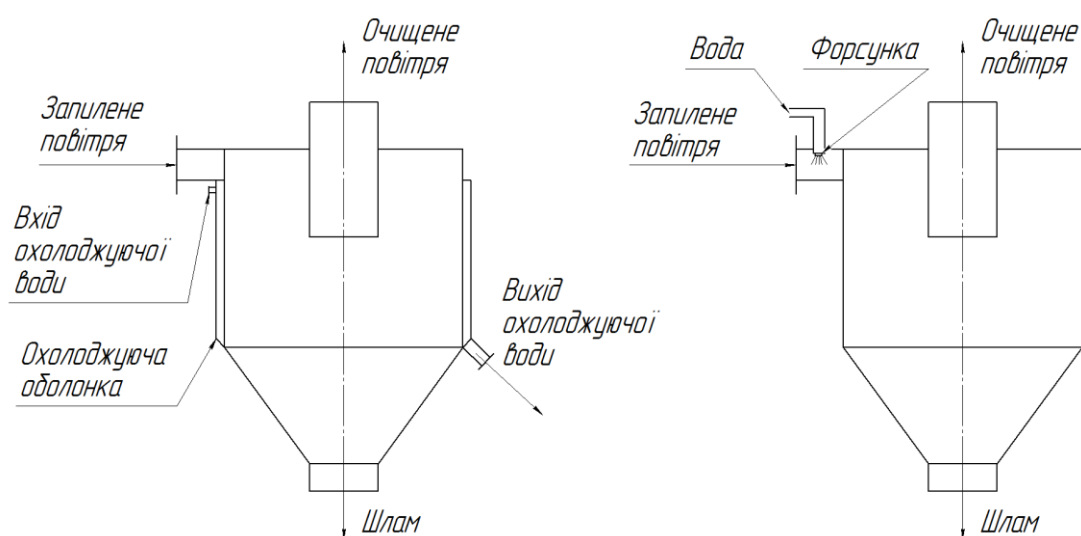 Очищене
повітря
Запилене
повітря
Вхід
охолоджуючої
води
Охолоджуюча
оболонка
Вихід
охолоджуючої
води
Шлам
Вода
Форсунка
Очищене
повітря
Запилене
повітря
Шлам